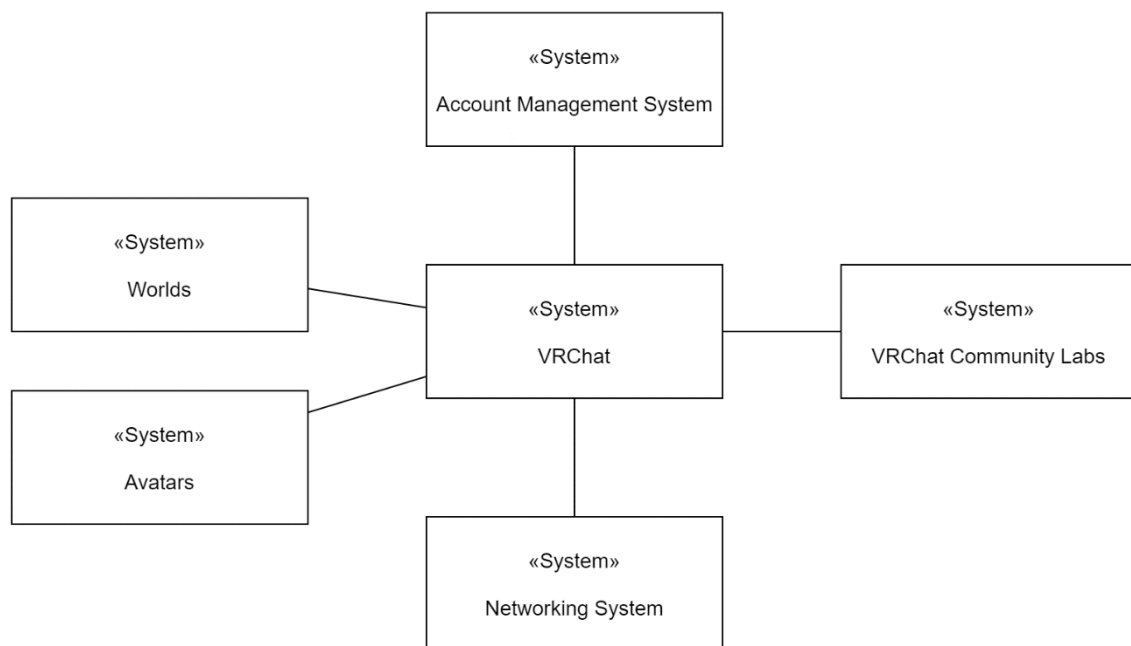 «System»
Account Management System
«System»
Worlds
«System»
VRChat
«System»
VRChat Community Labs
«System»
Avatars
«System»
Networking System